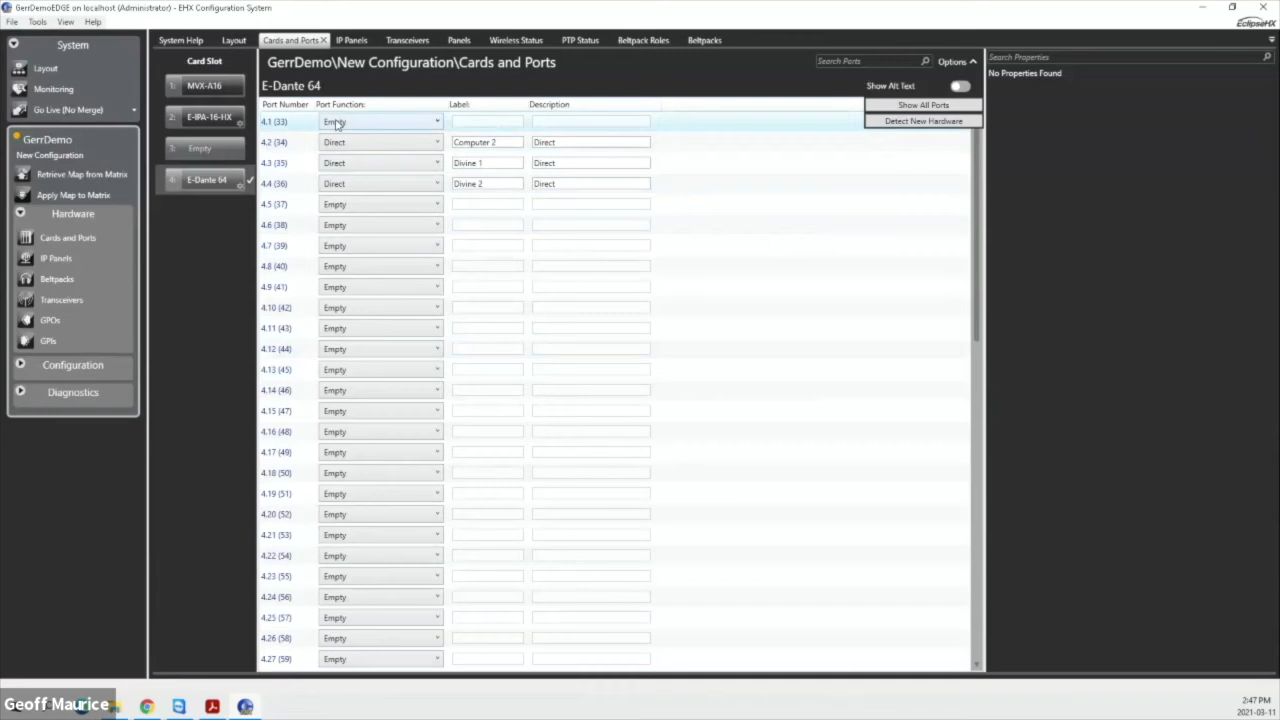 GerrDemoEDGE on localhost (Administrator) - EHX Configuration System
File Tools View Help
EclipseHX
System
Layout
Monitoring
Go Live (No Merge)
GerrDemo
New Configuration
Retrieve Map from Matrix
Apply Map to Matrix
Hardware
Cards and Ports
IP Panels
Beltpacks
Transceivers
GPOs
GPIs
Configuration
Diagnostics
System Help Layout Cards and Ports X IP Panels Transceivers Panels Wireless Status PTP Status Beltpack Roles Beltpacks
Card Slot
1: MVX-A16
2: E-IPA-16-HX
3: Empty
4: E-Dante 64
GerrDemo\New Configuration\Cards and Ports
Search Ports
Options
E-Dante 64
Show Alt Text
Show All Ports
Detect New Hardware
Port Number Port Function: Label: Description
4.1 (33) Empty
4.2 (34) Direct Computer 2 Direct
4.3 (35) Direct Divine 1 Direct
4.4 (36) Direct Divine 2 Direct
4.5 (37) Empty
4.6 (38) Empty
4.7 (39) Empty
4.8 (40) Empty
4.9 (41) Empty
4.10 (42) Empty
4.11 (43) Empty
4.12 (44) Empty
4.13 (45) Empty
4.14 (46) Empty
4.15 (47) Empty
4.16 (48) Empty
4.17 (49) Empty
4.18 (50) Empty
4.19 (51) Empty
4.20 (52) Empty
4.21 (53) Empty
4.22 (54) Empty
4.23 (55) Empty
4.24 (56) Empty
4.25 (57) Empty
4.26 (58) Empty
4.27 (59) Empty
Search Properties
No Properties Found
Geoff Maurice
2:47 PM
2021-03-11